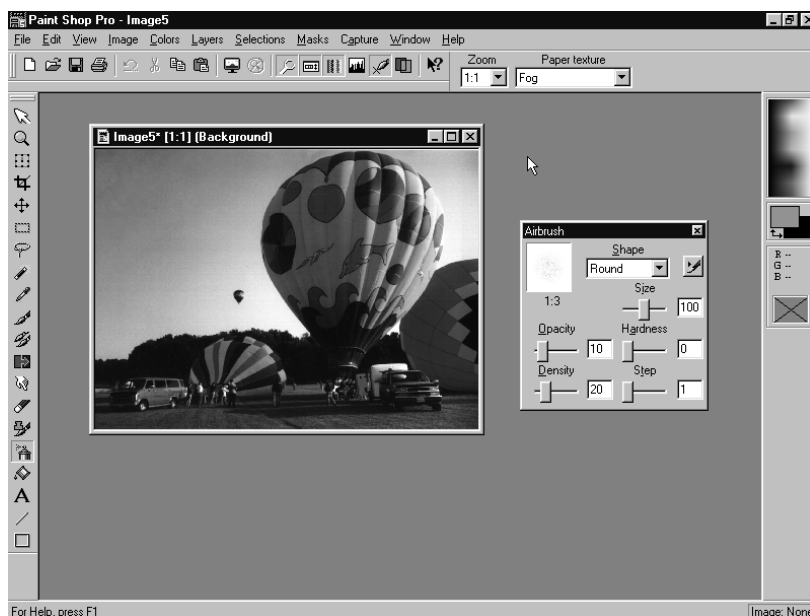 Paint Shop Pro - Image5
File Edit View Image Colors Layers Selections Masks Capture Window Help
Zoom Paper texture
1:1 Fog
Image5* [1:1] (Background)
Airbrush
Shape
Round
1:3
Size
100
Opacity Hardness
10 0
Density Step
20 1
R --
G --
B --
A
For Help, press F1
Image: None